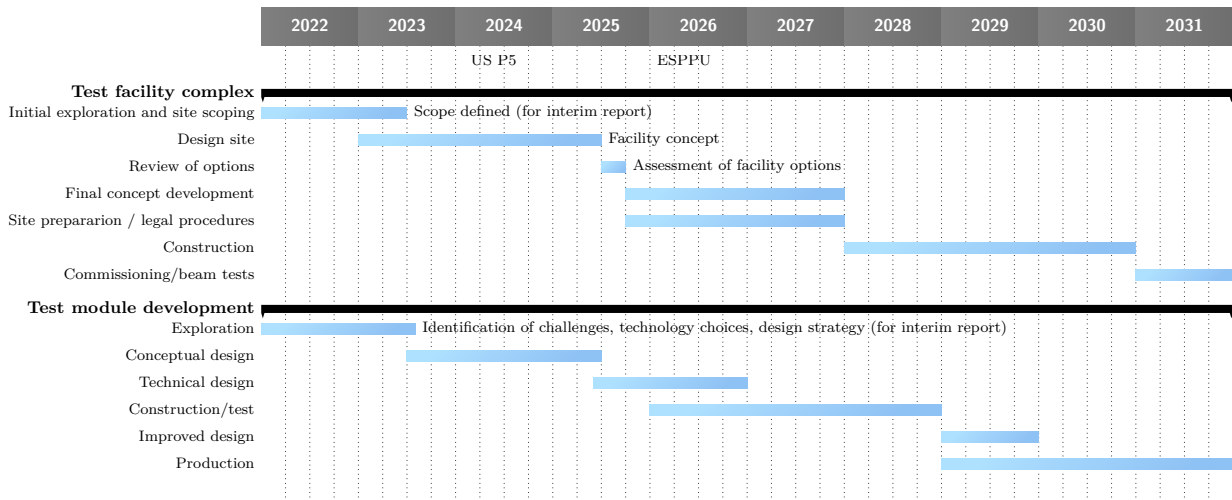 2022 2023 2024 2025 2026 2027 2028 2029 2030 2031
US P5 ESPPU
Test facility complex
Initial exploration and site scoping Scope defined (for interim report)
Design site Facility concept
Review of options Assessment of facility options
Final concept development
Site prepararion / legal procedures
Construction
Commissioning/beam tests
Test module development
Exploration Identification of challenges, technology choices, design strategy (for interim report)
Conceptual design
Technical design
Construction/test
Improved design
Production